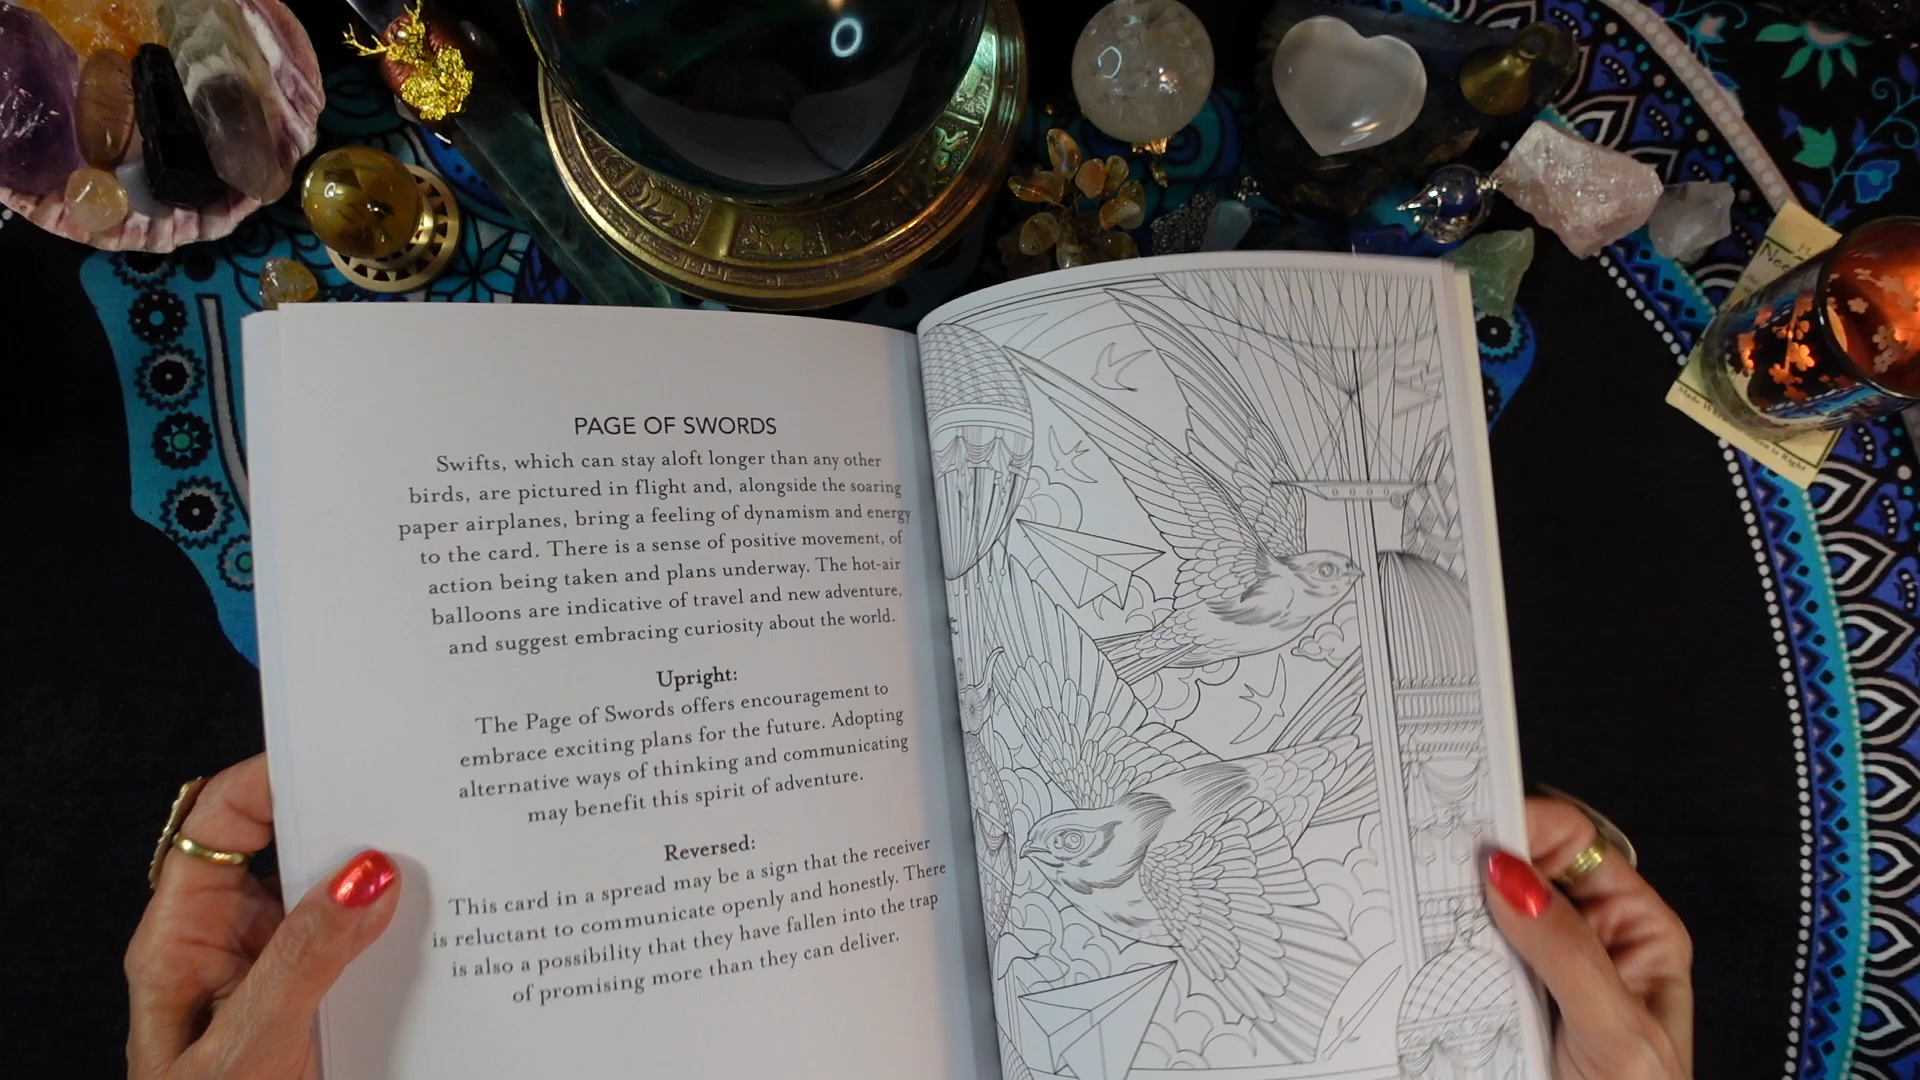 PAGE OF SWORDS
Swifts, which can stay aloft longer than any other
birds, are pictured in flight and, alongside the soaring
paper airplanes, bring a feeling of dynamism and energy
to the card. There is a sense of positive movement, of
action being taken and plans underway. The hot-air
balloons are indicative of travel and new adventure,
and suggest embracing curiosity about the world.
Upright:
The Page of Swords offers encouragement to
embrace exciting plans for the future. Adopting
alternative ways of thinking and communicating
may benefit this spirit of adventure.
Reversed:
This card in a spread may be a sign that the receiver
is reluctant to communicate openly and honestly. There
is also a possibility that they have fallen into the trap
of promising more than they can deliver.